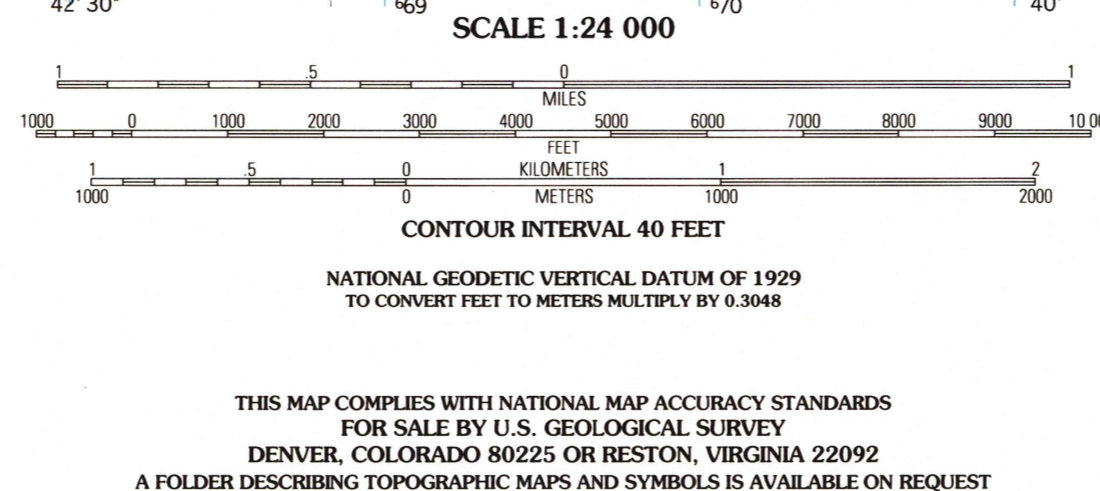 42' 30" ⁶69 ⁶70 40'
SCALE 1:24 000
1 .5 0 1
MILES
1000 0 1000 2000 3000 4000 5000 6000 7000 8000 9000 10 00
FEET
1 .5 0 KILOMETERS 1 2
1000 0 METERS 1000 2000
CONTOUR INTERVAL 40 FEET
NATIONAL GEODETIC VERTICAL DATUM OF 1929
TO CONVERT FEET TO METERS MULTIPLY BY 0.3048
THIS MAP COMPLIES WITH NATIONAL MAP ACCURACY STANDARDS
FOR SALE BY U.S. GEOLOGICAL SURVEY
DENVER, COLORADO 80225 OR RESTON, VIRGINIA 22092
A FOLDER DESCRIBING TOPOGRAPHIC MAPS AND SYMBOLS IS AVAILABLE ON REQUEST